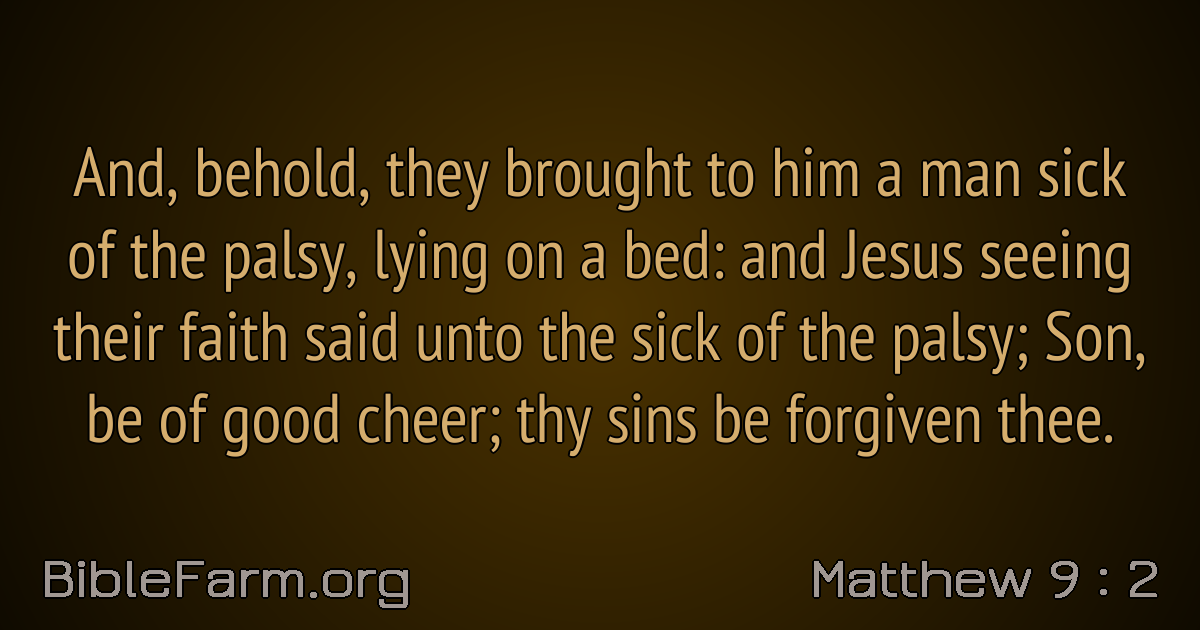 And, behold, they brought to him a man sick
of the palsy, lying on a bed: and Jesus seeing
their faith said unto the sick of the palsy; Son,
be of good cheer; thy sins be forgiven thee.
BibleFarm.org
Matthew 9 : 2